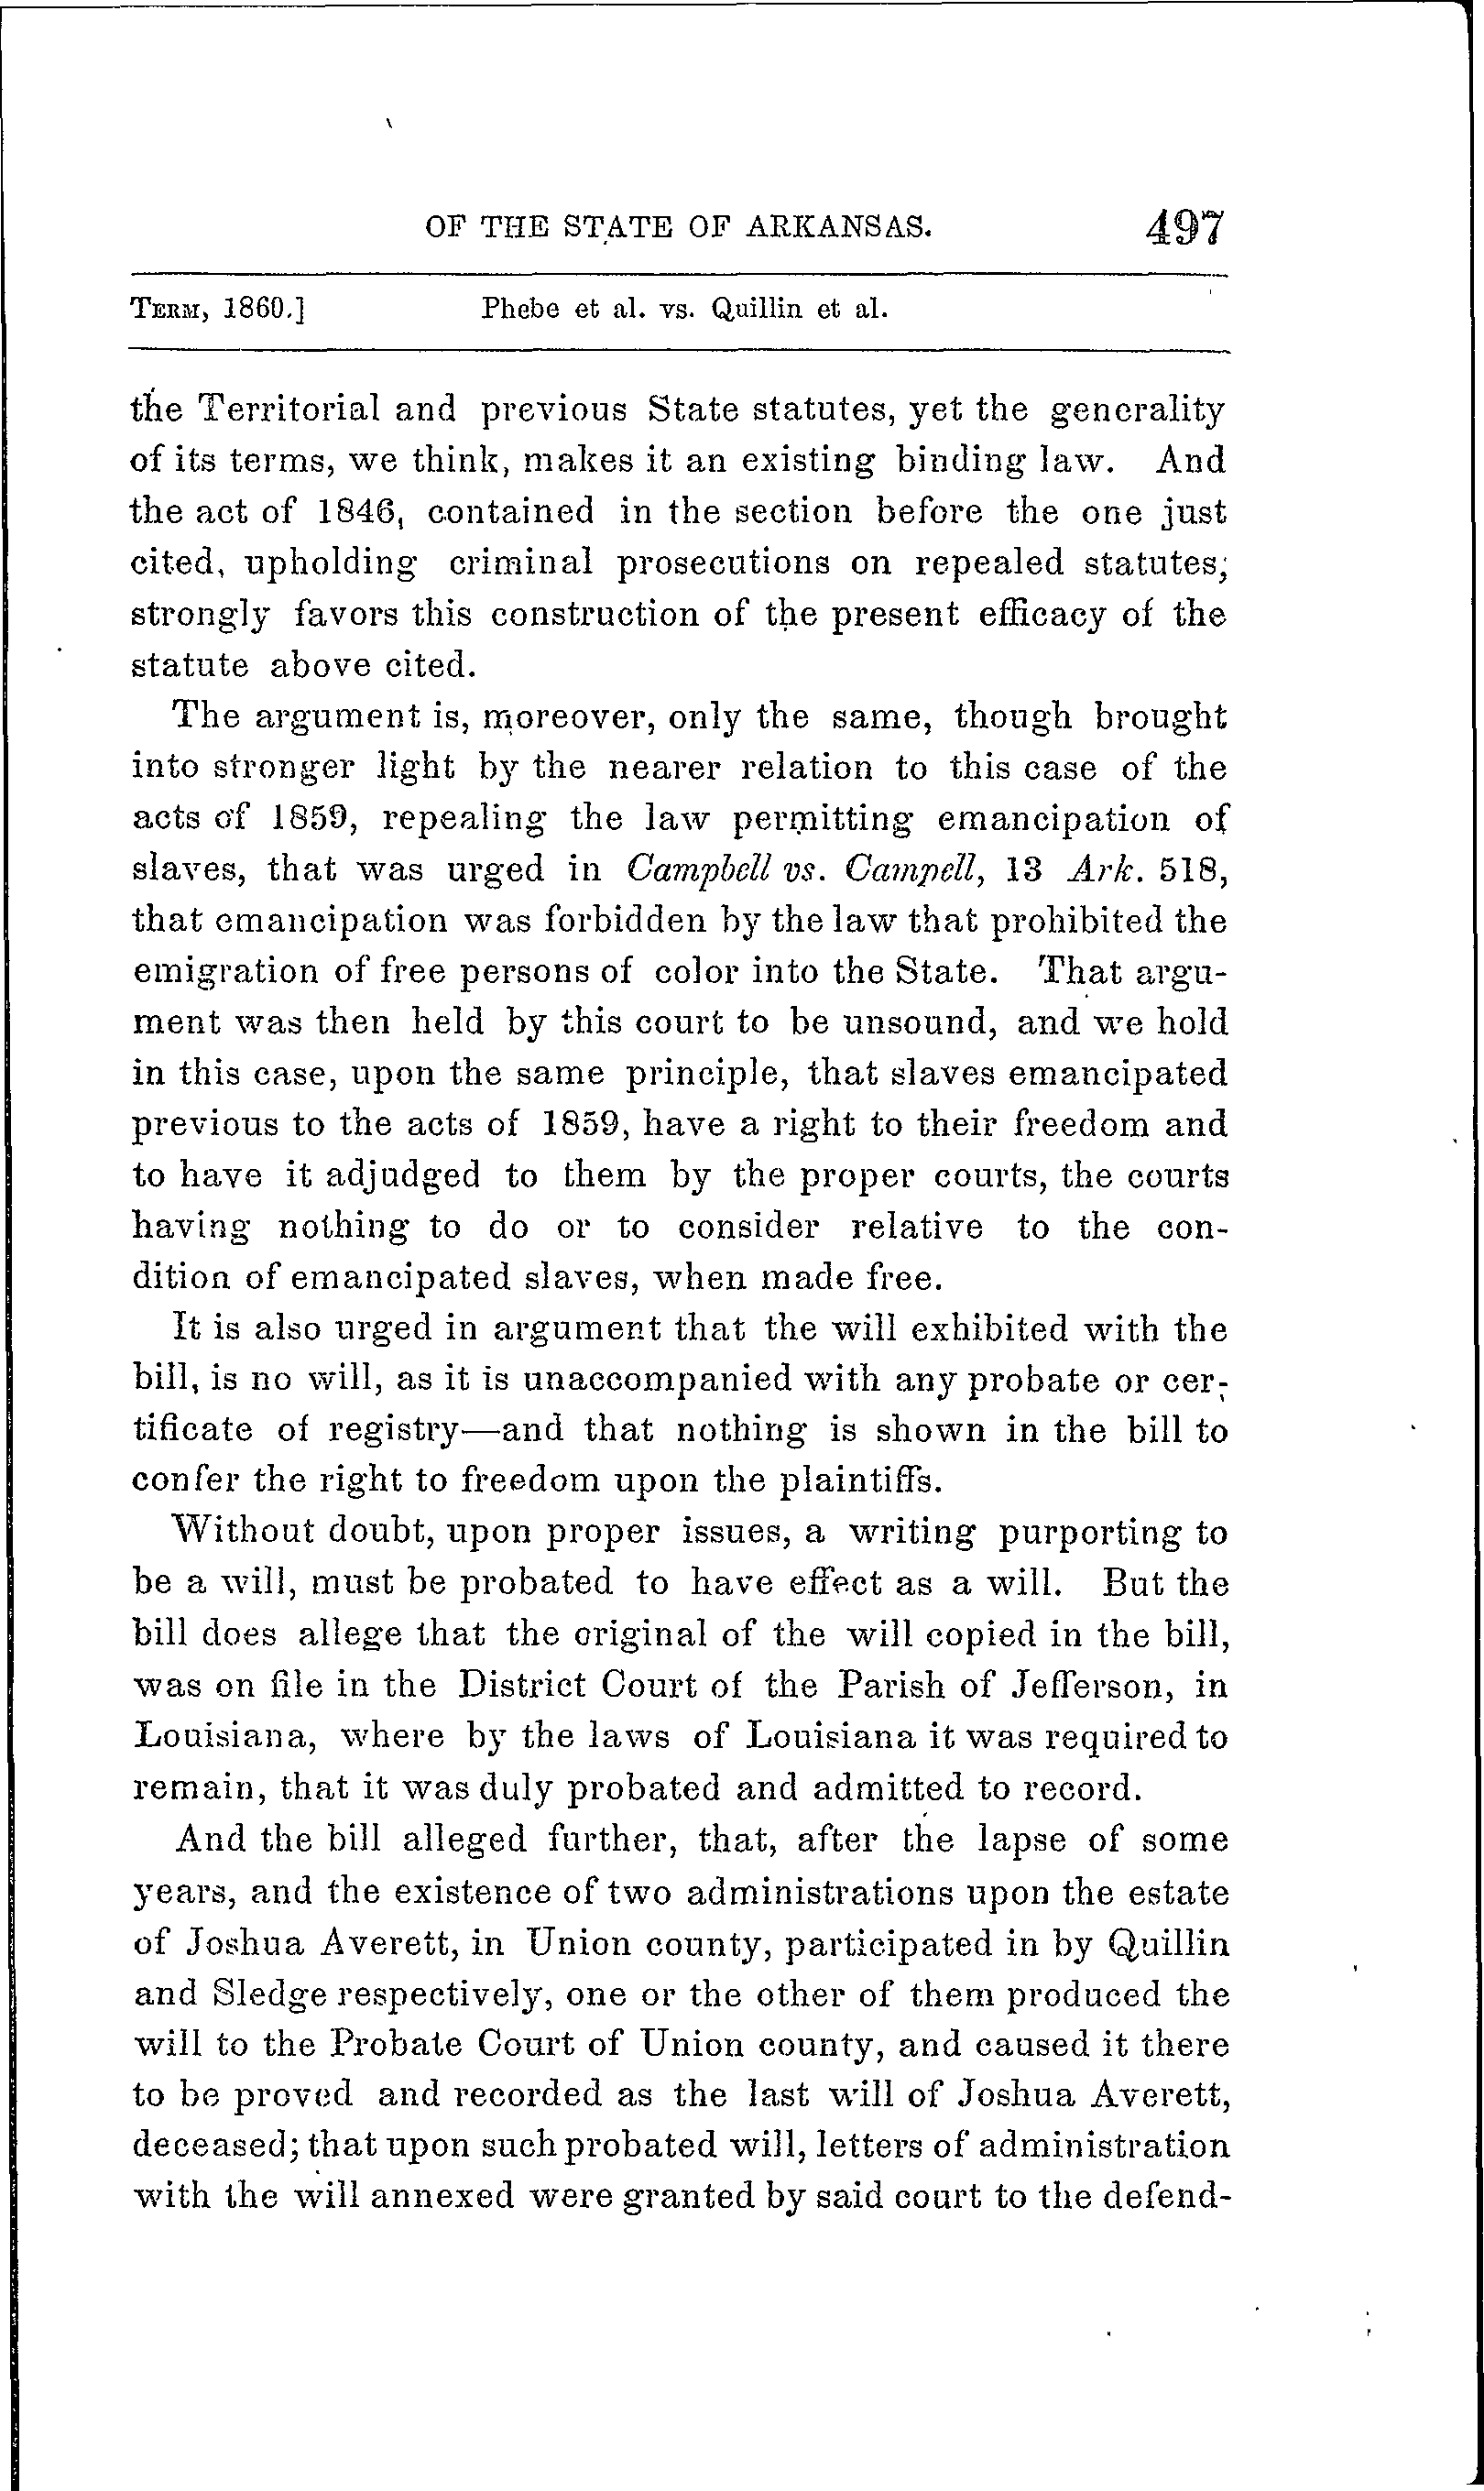 OF THE STATE OF ARKANSAS. 497
TERM, 1860.] Phebe et al. vs. Quillin et al.
the Territorial and previous State statutes, yet the generality
of its terms, we think, makes it an existing binding law. And
the act of 1846, contained in the section before the one just
cited, upholding criminal prosecutions on repealed statutes,
strongly favors this construction of the present efficacy of the
statute above cited.
The argument is, moreover, only the same, though brought
into stronger light by the nearer relation to this case of the
acts of 1859, repealing the law permitting emancipation of
slaves, that was urged in Campbell vs. Campell, 13 Ark. 518,
that emancipation was forbidden by the law that prohibited the
emigration of free persons of color into the State. That argu-
ment was then held by this court to be unsound, and we hold
in this case, upon the same principle, that slaves emancipated
previous to the acts of 1859, have a right to their freedom and
to have it adjudged to them by the proper courts, the courts
having nothing to do or to consider relative to the con-
dition of emancipated slaves, when made free.
It is also urged in argument that the will exhibited with the
bill, is no will, as it is unaccompanied with any probate or cer-
tificate of registry—and that nothing is shown in the bill to
confer the right to freedom upon the plaintiffs.
Without doubt, upon proper issues, a writing purporting to
be a will, must be probated to have effect as a will. But the
bill does allege that the original of the will copied in the bill,
was on file in the District Court of the Parish of Jefferson, in
Louisiana, where by the laws of Louisiana it was required to
remain, that it was duly probated and admitted to record.
And the bill alleged further, that, after the lapse of some
years, and the existence of two administrations upon the estate
of Joshua Averett, in Union county, participated in by Quillin
and Sledge respectively, one or the other of them produced the
will to the Probate Court of Union county, and caused it there
to be proved and recorded as the last will of Joshua Averett,
deceased; that upon such probated will, letters of administration
with the will annexed were granted by said court to the defend-